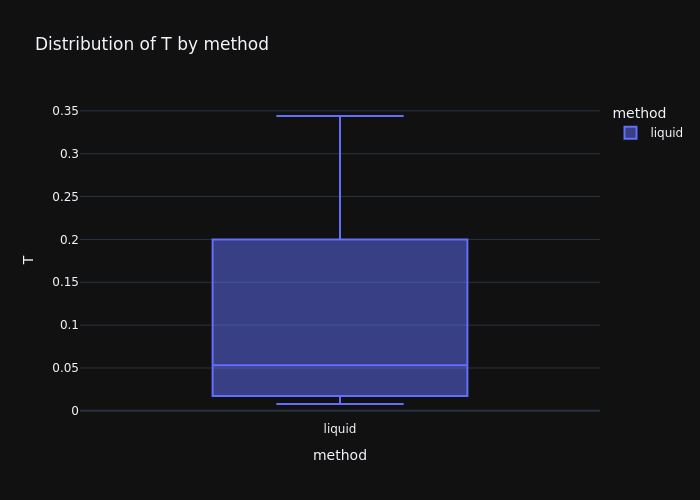 Distribution of T by method
0.35
0.3
0.25
0.2
0.15
0.1
0.05
0
T
liquid
method
method
liquid